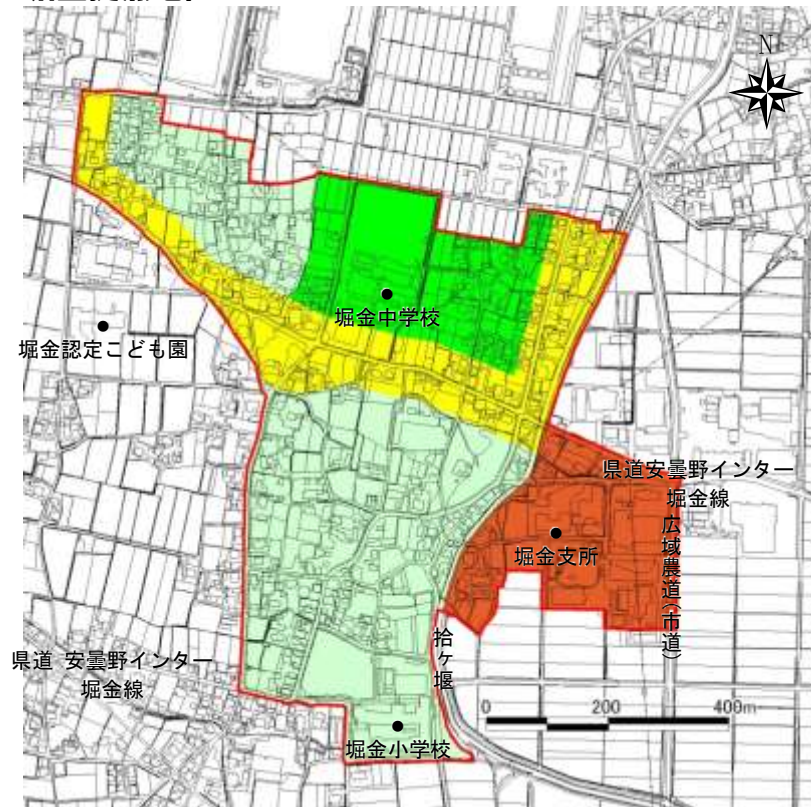 N
堀金中学校
堀金認定こども園
県道安曇野インター
堀金線
堀金支所
広域農道(市道)
拾ケ堰
県道 安曇野インター
堀金線
0 200 400m
堀金小学校